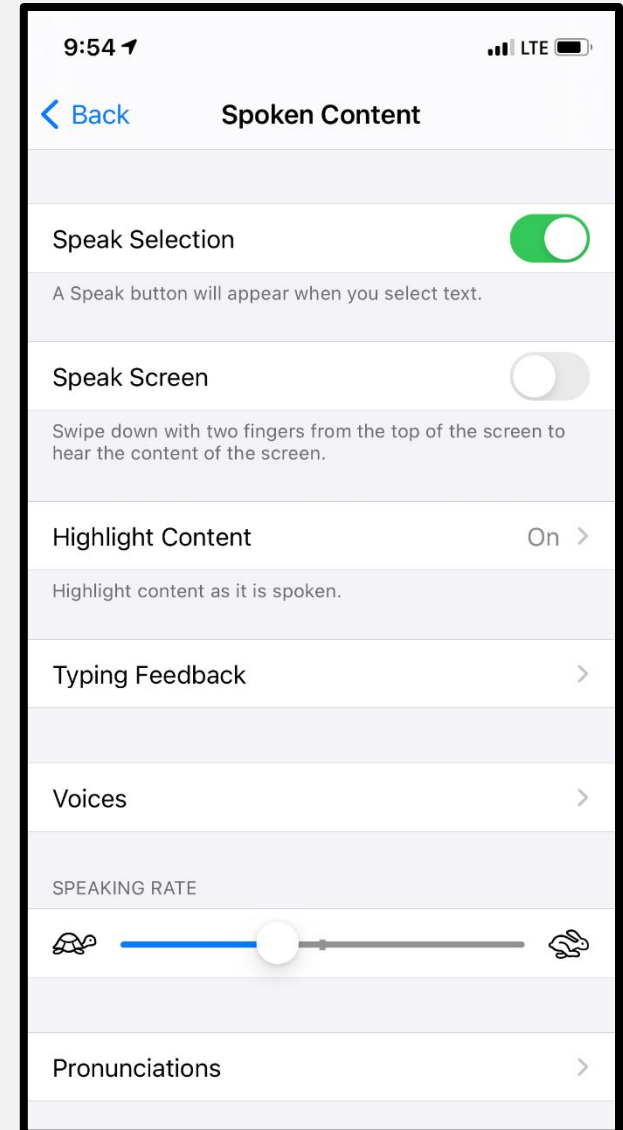 9:54 LTE
Back Spoken Content
Speak Selection
A Speak button will appear when you select text.
Speak Screen
Swipe down with two fingers from the top of the screen to
hear the content of the screen.
Highlight Content On
Highlight content as it is spoken.
Typing Feedback
Voices
SPEAKING RATE
Pronunciations